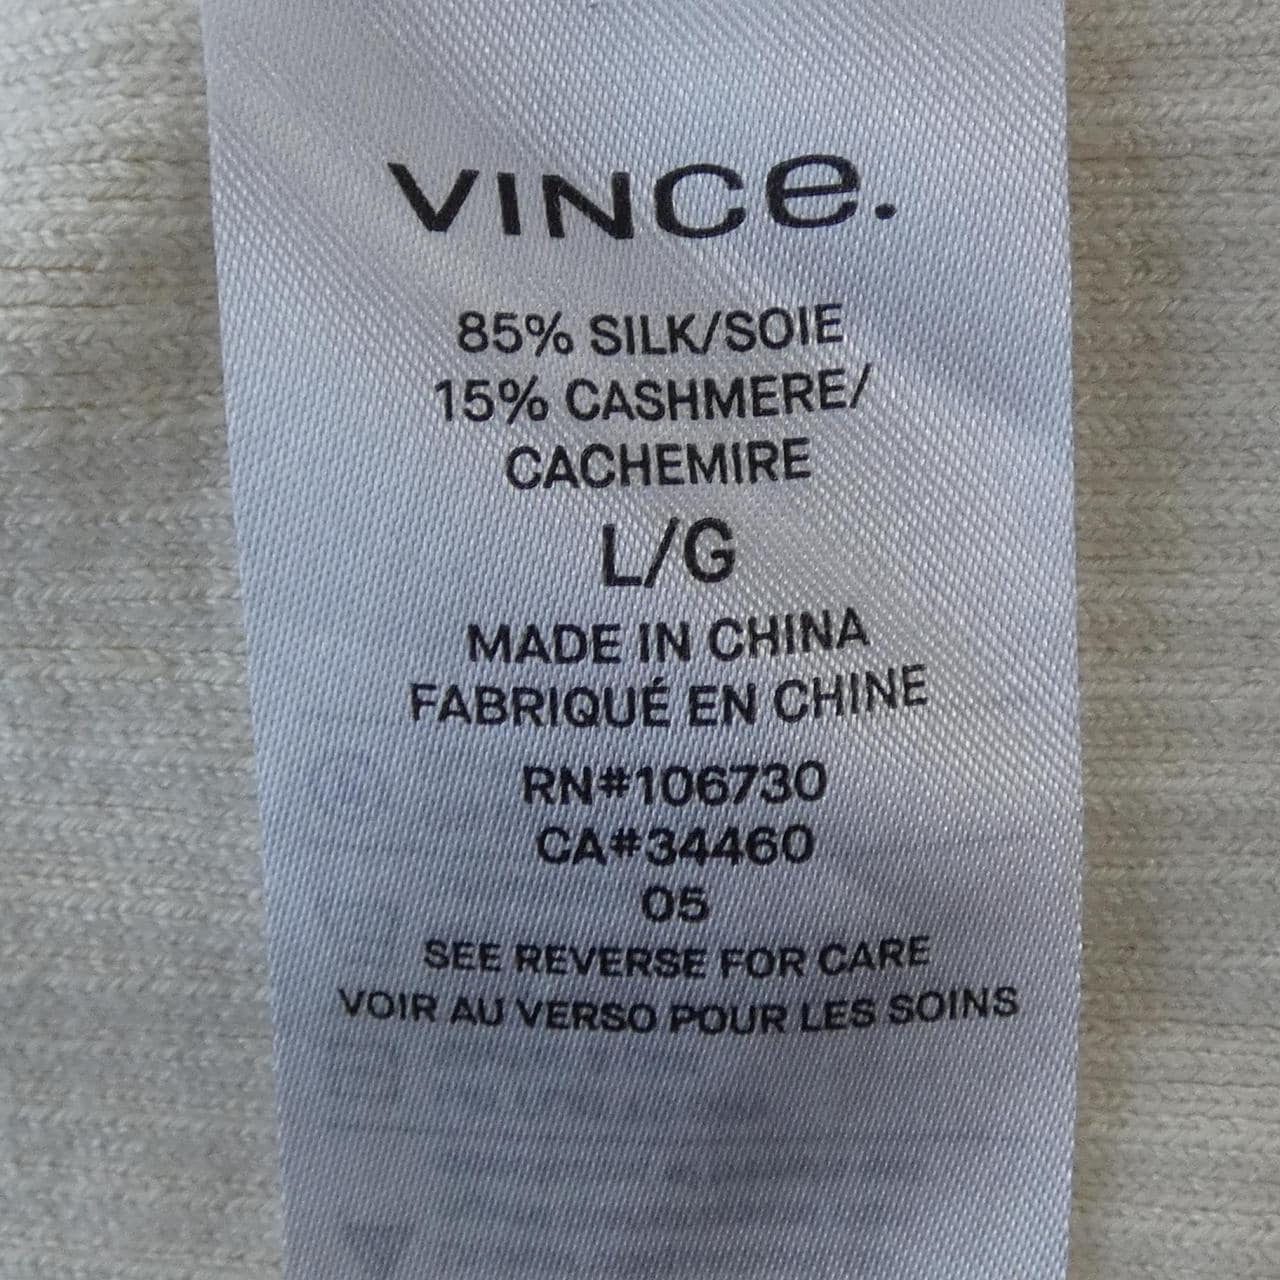 VINCE.
85% SILK/SOIE
15% CASHMERE/
CACHEMIRE
L/G
MADE IN CHINA
FABRIQUÉ EN CHINE
RN#106730
CA#34460
05
SEE REVERSE FOR CARE
VOIR AU VERSO POUR LES SOINS